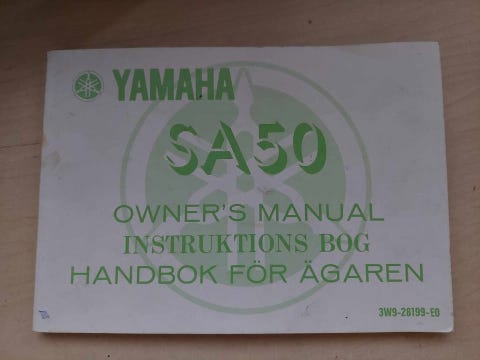 YAMAHA
SA50
OWNER'S MANUAL
INSTRUKTIONS BOG
HANDBOK FÖR ÄGAREN
3W9-28199-E0